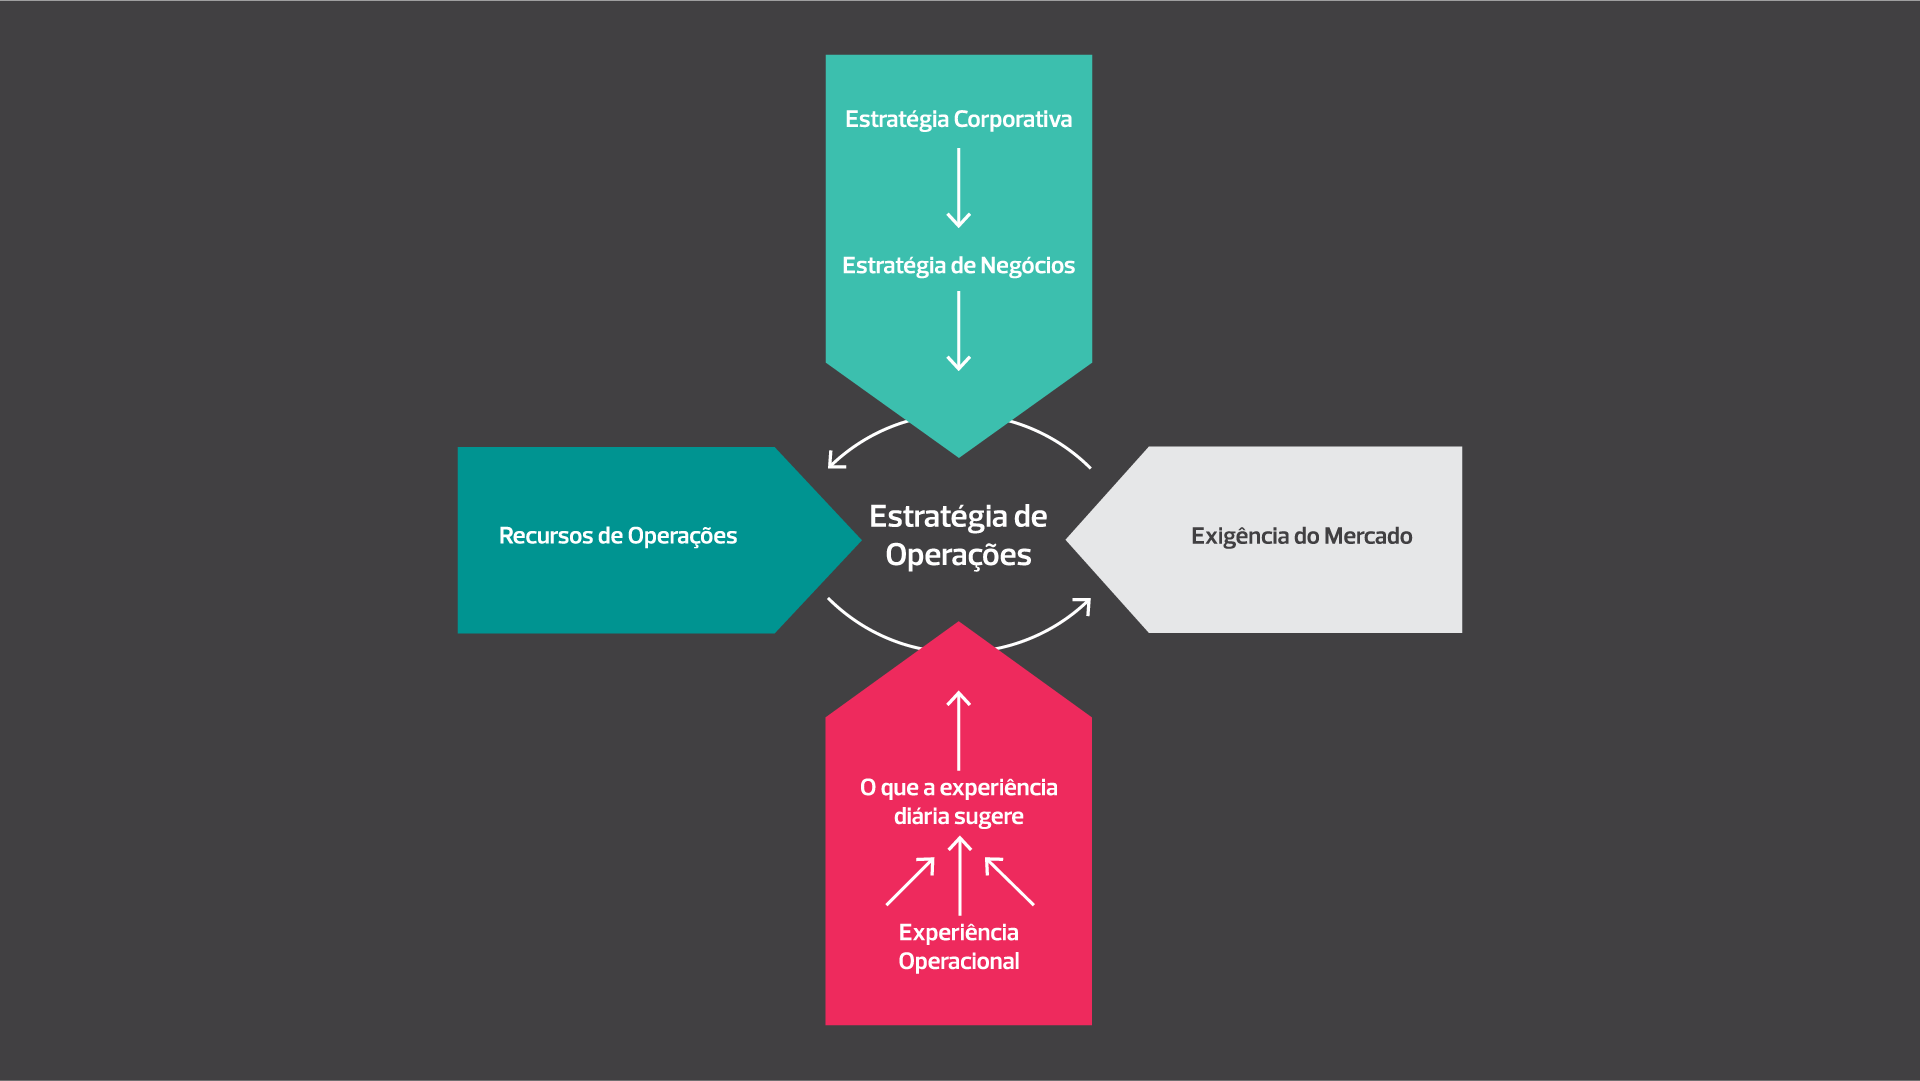 Estratégia Corporativa
Estratégia de Negócios
Recursos de Operações
Estratégia de
Operações
Exigência do Mercado
O que a experiência
diária sugere
Experiência
Operacional